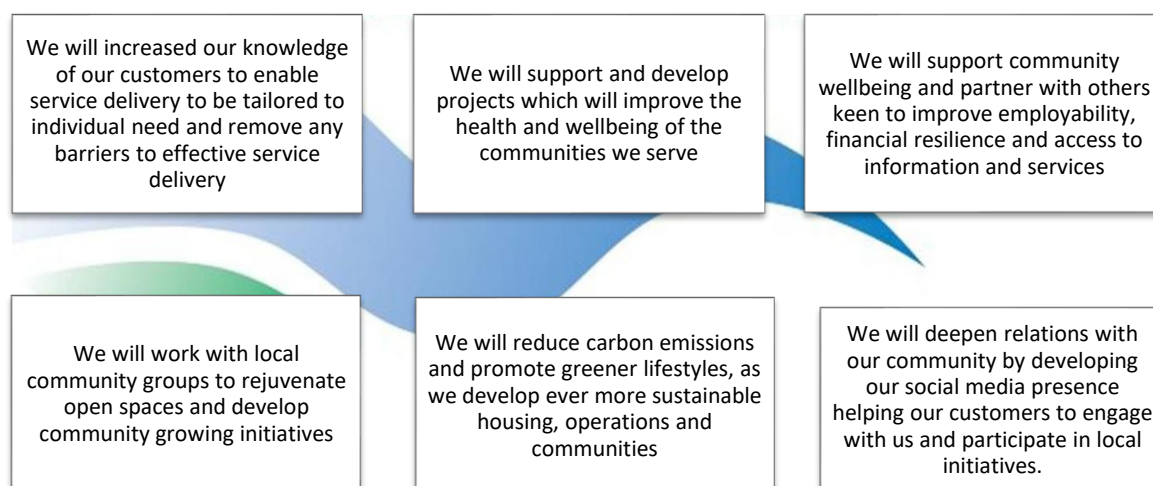 We will increased our knowledge
of our customers to enable
service delivery to be tailored to
individual need and remove any
barriers to effective service
delivery
We will support and develop
projects which will improve the
health and wellbeing of the
communities we serve
We will support community
wellbeing and partner with others
keen to improve employability,
financial resilience and access to
information and services
We will work with local
community groups to rejuvenate
open spaces and develop
community growing initiatives
We will reduce carbon emissions
and promote greener lifestyles, as
we develop ever more sustainable
housing, operations and
communities
We will deepen relations with
our community by developing
our social media presence
helping our customers to engage
with us and participate in local
initiatives.